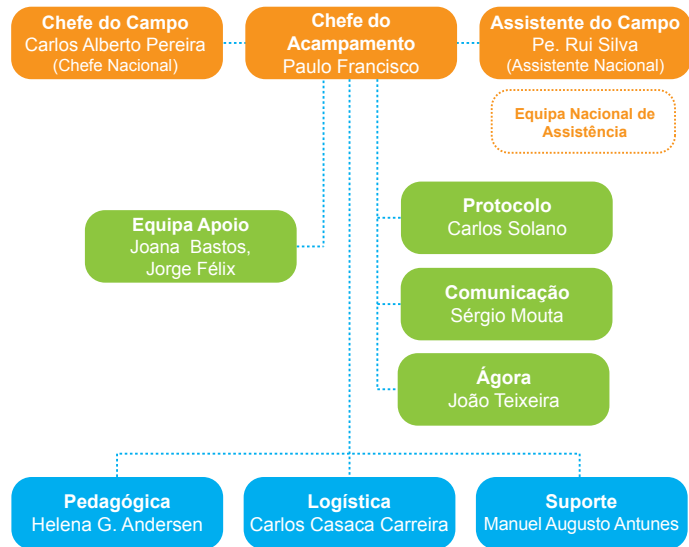 Chefe do Campo
Carlos Alberto Pereira
(Chefe Nacional)
Chefe do
Acampamento
Paulo Francisco
Assistente do Campo
Pe. Rui Silva
(Assistente Nacional)
Equipa Nacional de
Assistência
Equipa Apoio
Joana Bastos,
Jorge Félix
Protocolo
Carlos Solano
Comunicação
Sérgio Mouta
Ágora
João Teixeira
Pedagógica
Helena G. Andersen
Logística
Carlos Casaca Carreira
Suporte
Manuel Augusto Antunes